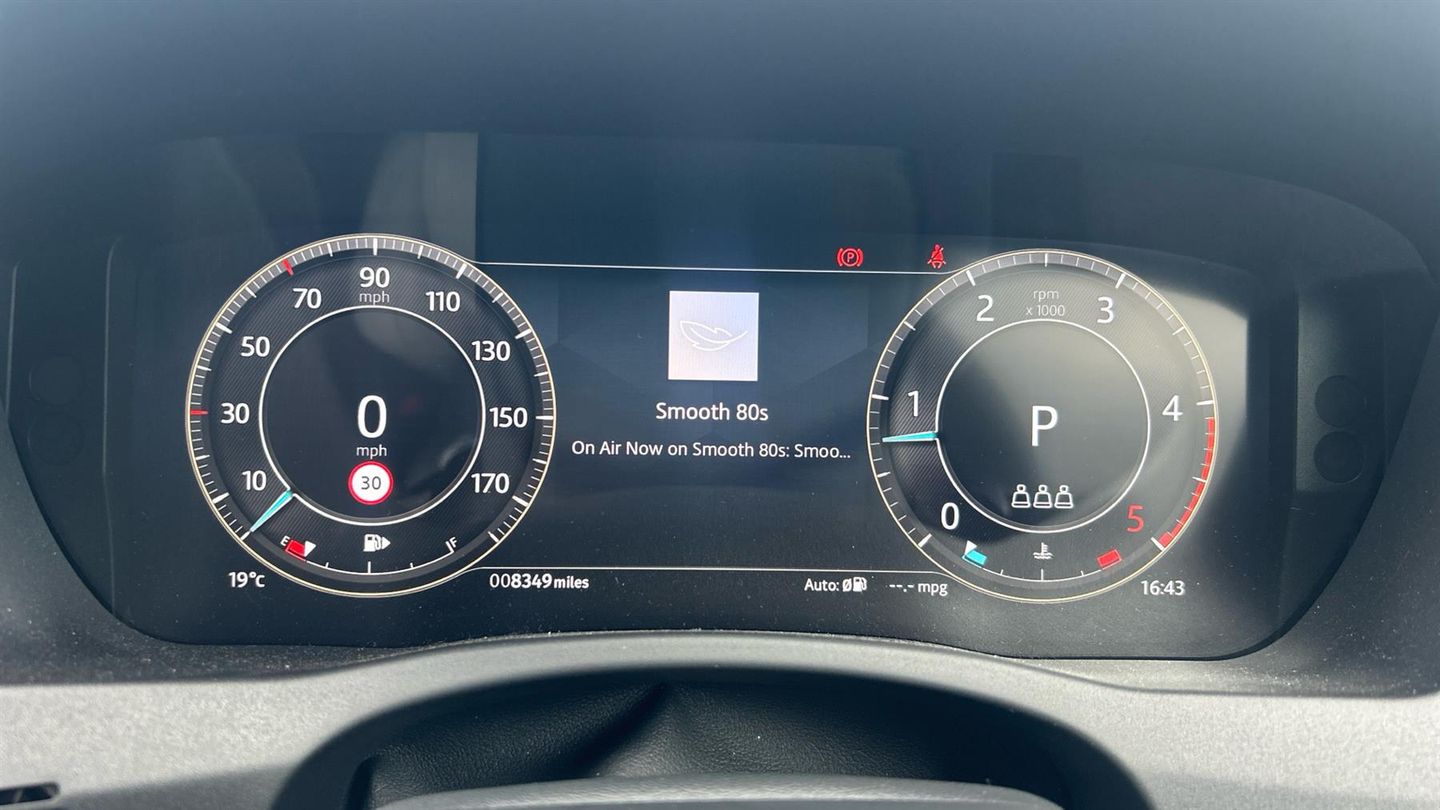 90
mph
70
110
50
130
30
150
10
170
0
mph
30
E
F
19°c
008349 miles
P
Smooth 80s
On Air Now on Smooth 80s: Smoo...
Auto: Ø
--.- mpg
rpm
x 1000
2
3
1
4
0
5
P
16:43